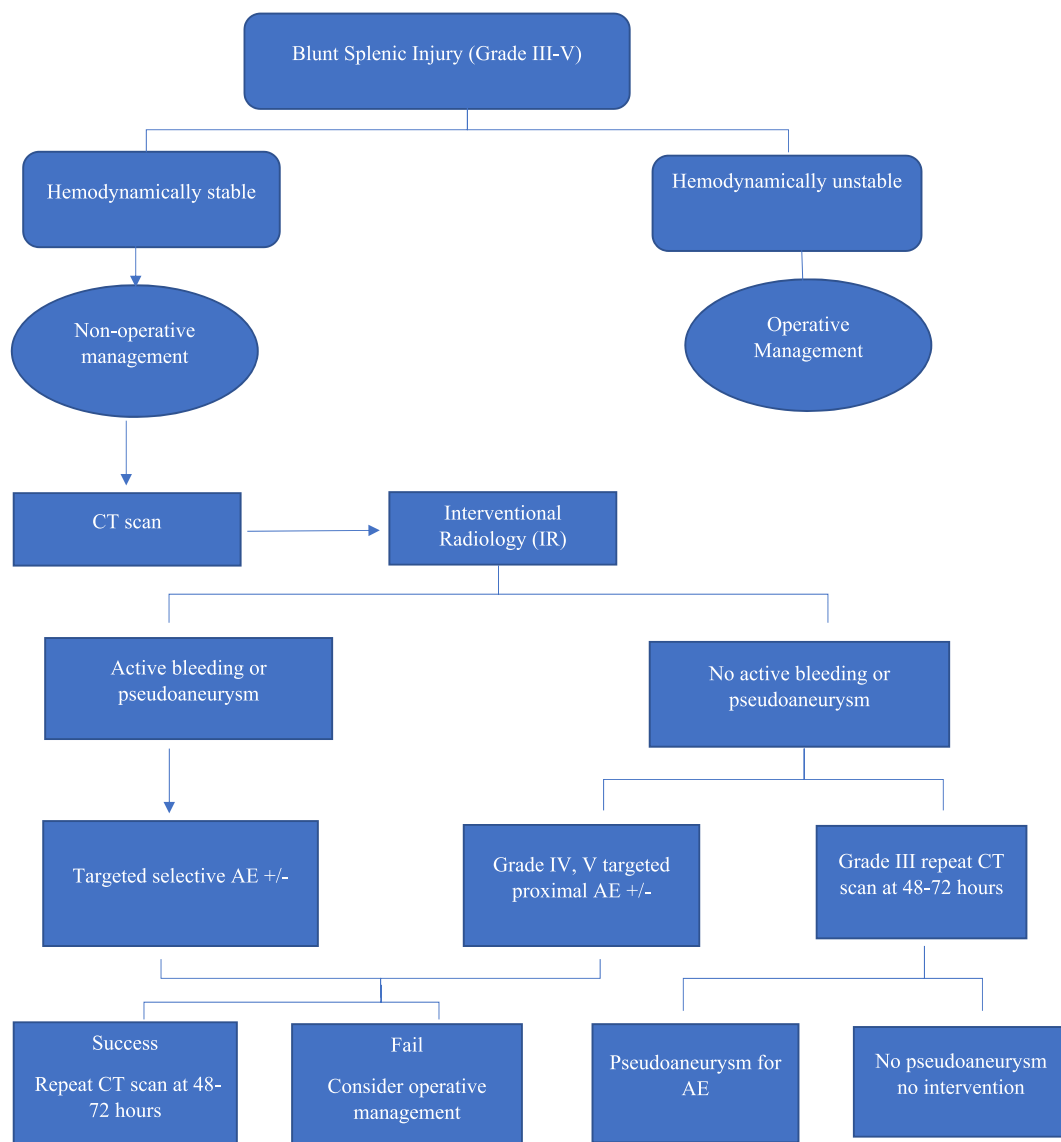 Blunt Splenic Injury (Grade III-V)
Hemodynamically stable
Hemodynamically unstable
Non-operative
management
Operative
Management
CT scan
Interventional
Radiology (IR)
Active bleeding or
pseudoaneurysm
No active bleeding or
pseudoaneurysm
Targeted selective AE +/-
Grade IV, V targeted
proximal AE +/-
Grade III repeat CT
scan at 48-72 hours
Success
Repeat CT scan at 48-
72 hours
Fail
Consider operative
management
Pseudoaneurysm for
AE
No pseudoaneurysm
no intervention